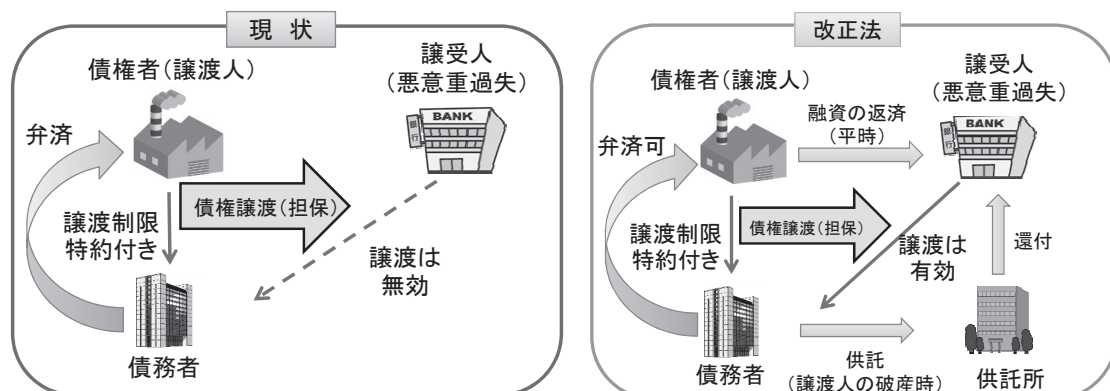 現 状
債権者（譲渡人）
譲受人
（悪意重過失）
BANK
銀行
弁済
債権譲渡（担保）
譲渡制限
特約付き
譲渡は
無効
債務者
改正法
債権者（譲渡人）
譲受人
（悪意重過失）
融資の返済
（平時）
BANK
銀行
弁済可
債権譲渡（担保）
譲渡制限
特約付き
譲渡は
有効
還付
債務者
供託
（譲渡人の破産時）
供託所